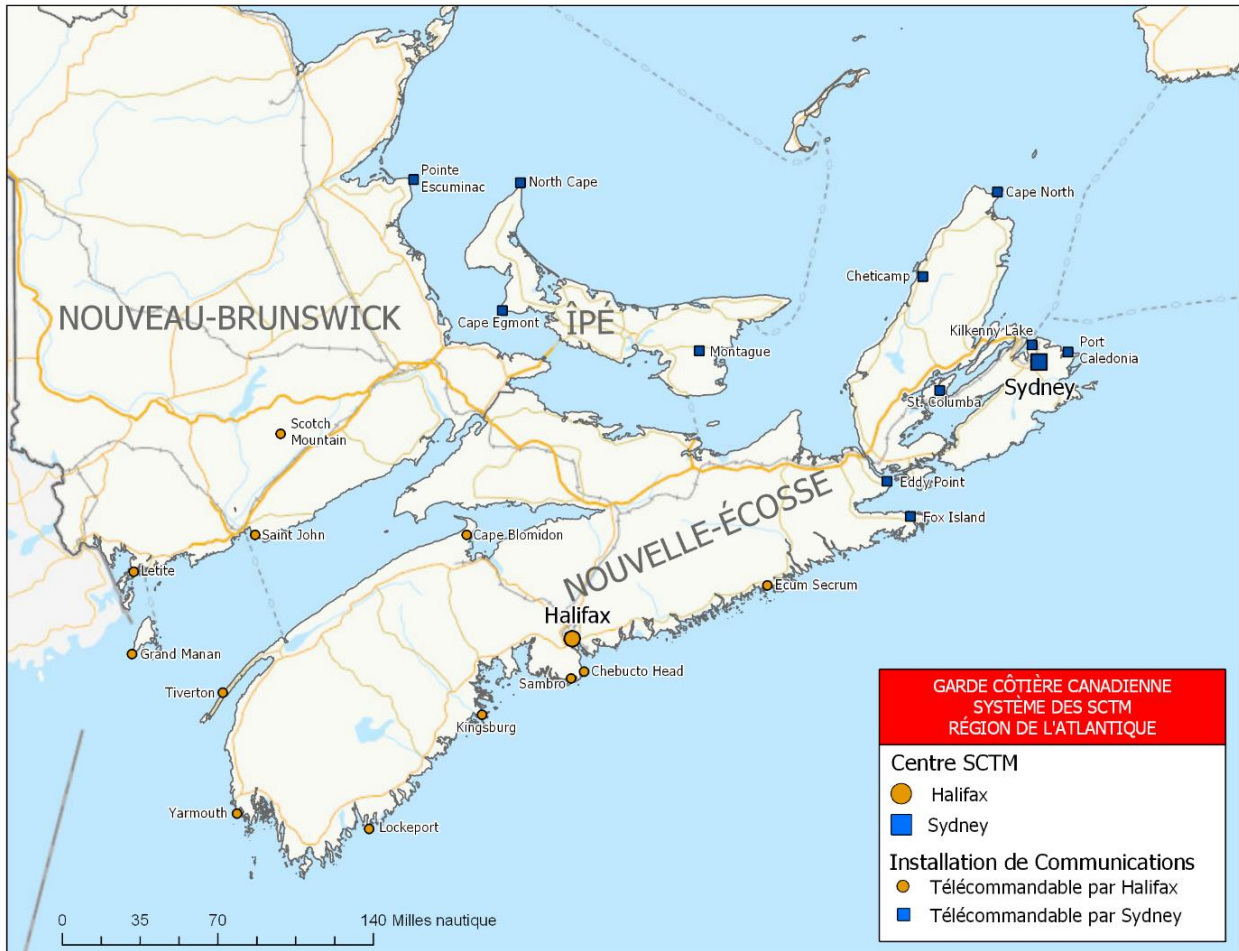 Pointe
Escuminac
North Cape
Cape North
Cheticamp
NOUVEAU-BRUNSWICK
Cape Egmont
ÎPÉ
Kilkenny Lake
Port
Caledonia
Montague
Sydney
St. Columba
Scotch
Mountain
Eddy Point
Fox Island
NOUVELLE-ÉCOSSE
Saint John
Cape Blomidon
Letite
Ecum Secrum
Halifax
Grand Manan
Chebucto Head
Sambro
Tiverton
Kingsburg
Yarmouth
Lockeport
GARDE CÔTIÈRE CANADIENNE
SYSTÈME DES SCTM
RÉGION DE L'ATLANTIQUE
Centre SCTM
Halifax
Sydney
Installation de Communications
Télécommandable par Halifax
Télécommandable par Sydney
0 35 70 140 Milles nautique